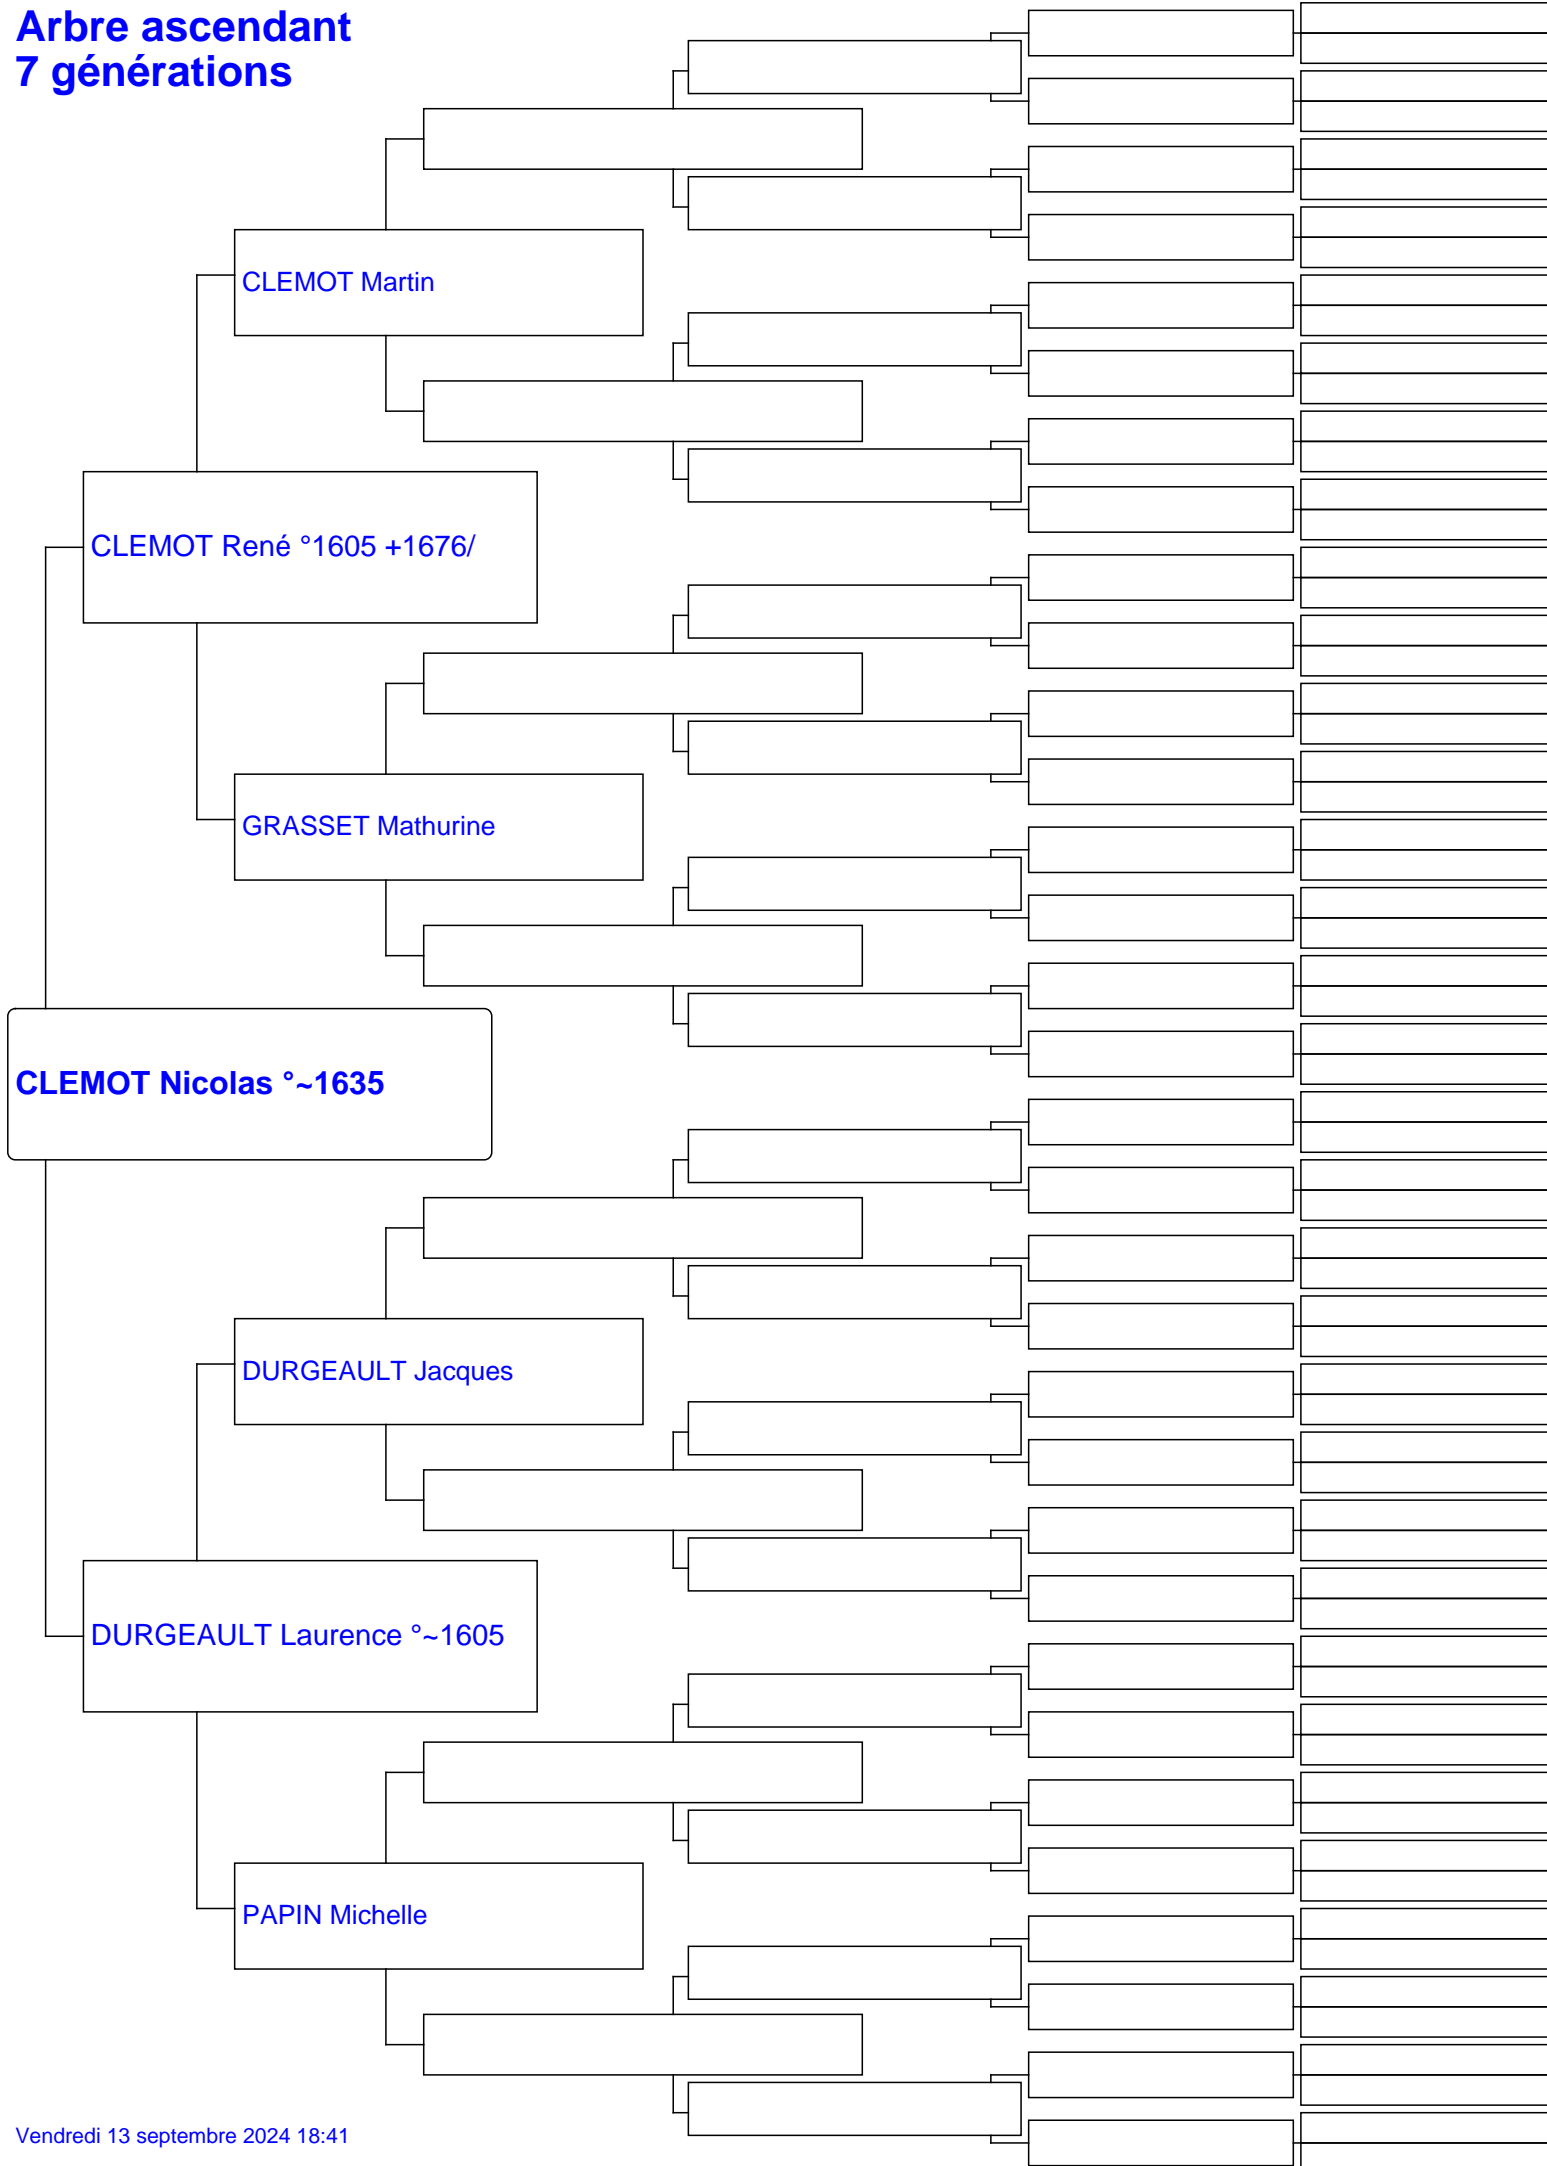 Arbre ascendant
7 générations
CLEMOT Martin
CLEMOT René °1605 +1676/
GRASSET Mathurine
CLEMOT Nicolas °~1635
DURGEAULT Jacques
DURGEAULT Laurence °~1605
PAPIN Michelle
Vendredi 13 septembre 2024 18:41